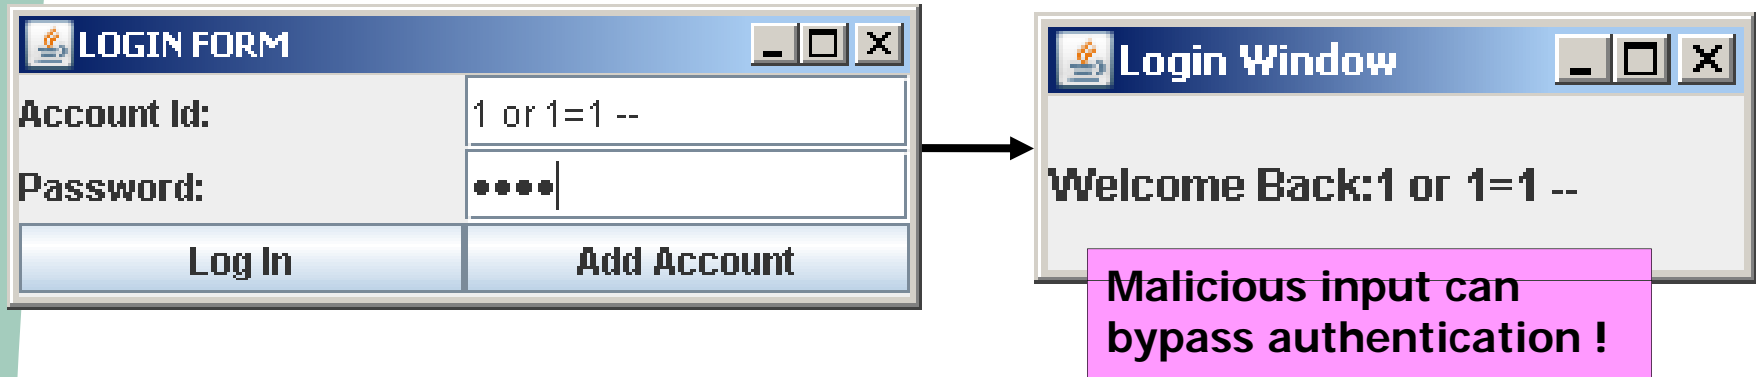 LOGIN FORM
Account Id:
1 or 1=1 --
Password:
••••
Log In
Add Account
Login Window
Welcome Back:1 or 1=1 --
Malicious input can
bypass authentication !